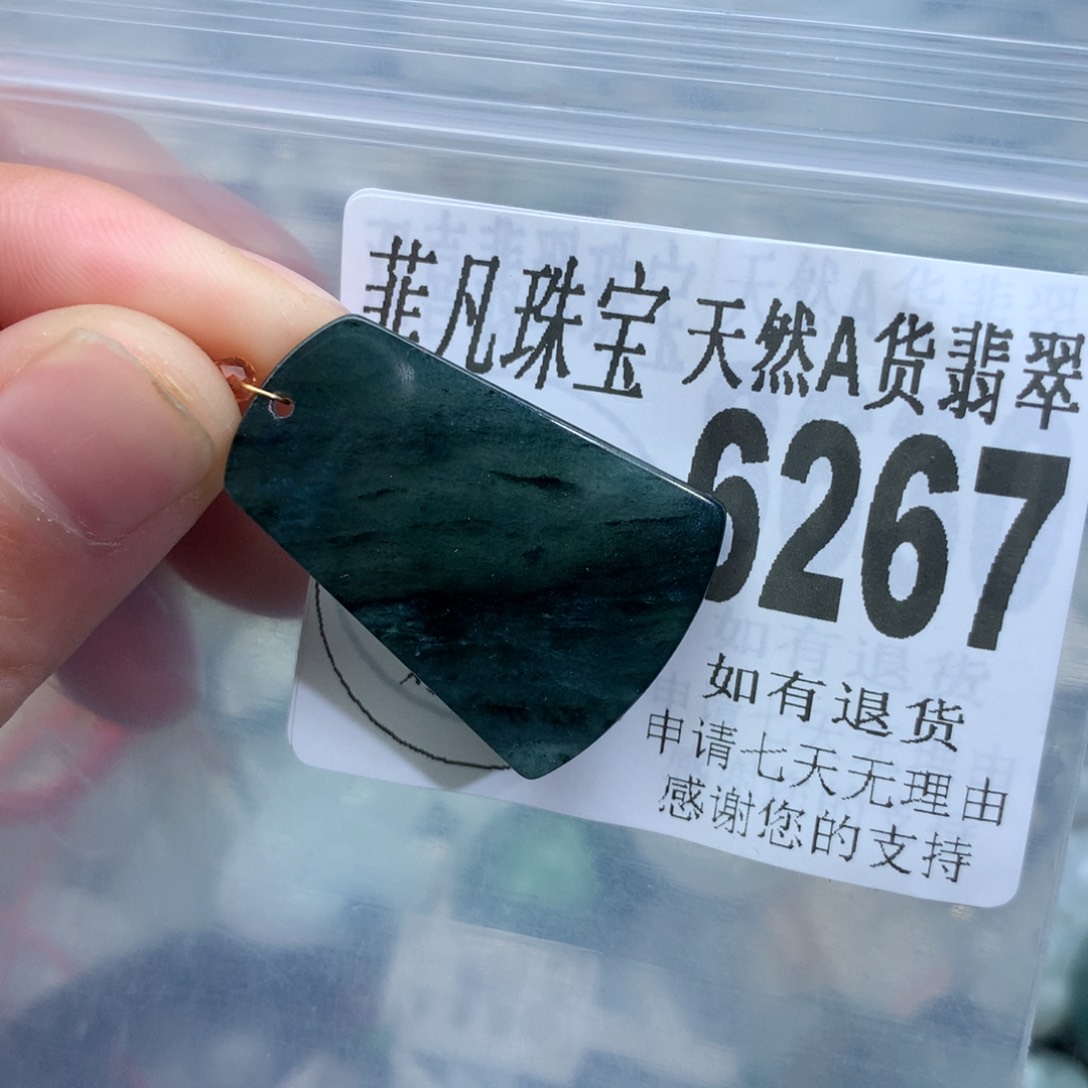 菲凡珠宝 天然A货翡翠
6267
如有退货
申请七天无理由
感谢您的支持